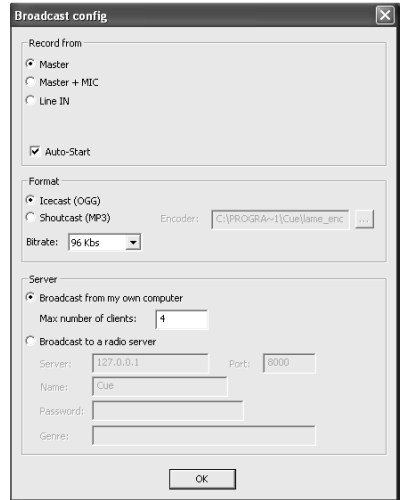 Broadcast config
Record from
Master
Master + MIC
Line IN
Auto-Start
Format
Icecast (OGG)
Shoutcast (MP3) Encoder: C:\PROGRA~1\Cue\lame_enc ...
Bitrate: 96 Kbs
Server
Broadcast from my own computer
Max number of clients: 4
Broadcast to a radio server
Server: 127.0.0.1 Port: 8000
Name: Cue
Password:
Genre:
OK